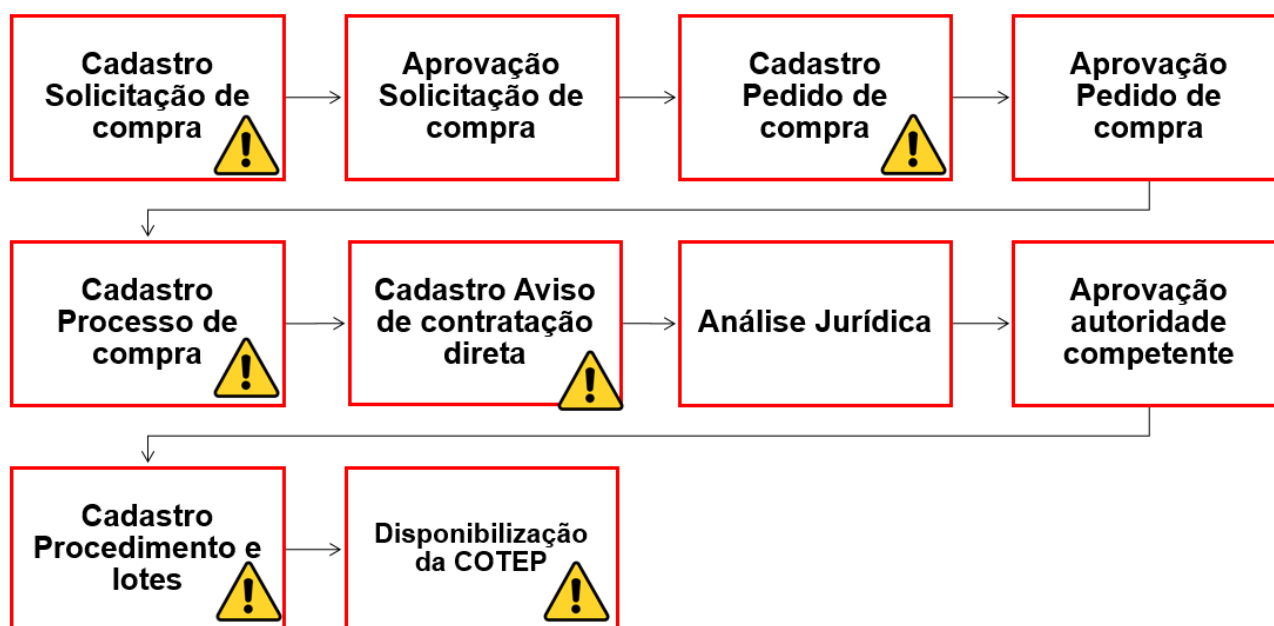 Cadastro
Solicitação de
compra
Aprovação
Solicitação de
compra
Cadastro
Pedido de
compra
Aprovação
Pedido de
compra
Cadastro
Processo de
compra
Cadastro Aviso
de contratação
direta
Análise Jurídica
Aprovação
autoridade
competente
Cadastro
Procedimento e
lotes
Disponibilização
da COTEP